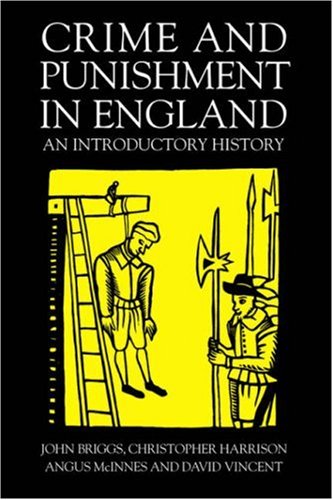 CRIME AND
PUNISHMENT
IN ENGLAND
AN INTRODUCTORY HISTORY
JOHN BRIGGS, CHRISTOPHER HARRISON
ANGUS McINNES AND DAVID VINCENT